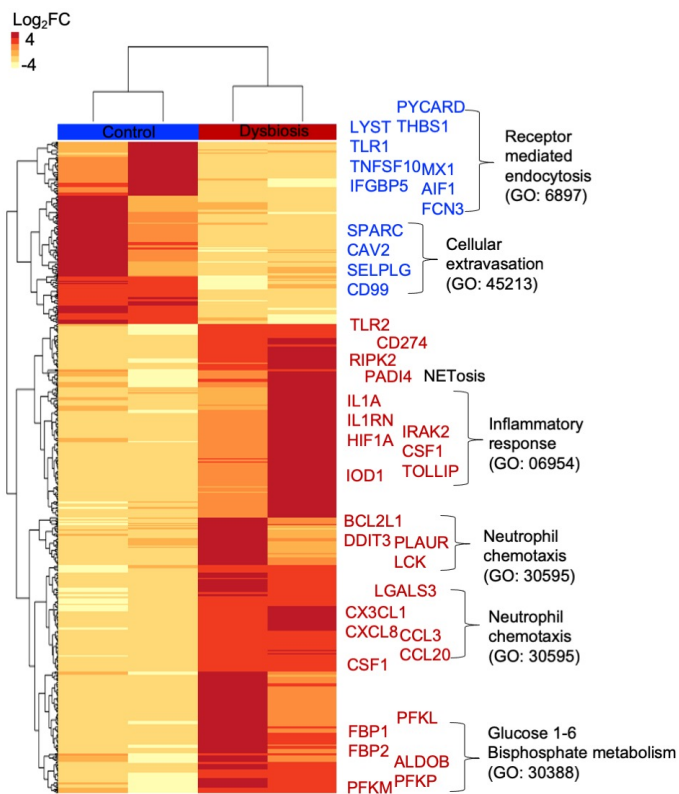 Log2FC
4
-4
Control Dysbiosis
PYCARD
LYST THBS1
TLR1
TNFSF10 MX1
IFGBP5 AIF1
FCN3
Receptor
mediated
endocytosis
(GO: 6897)
SPARC
CAV2
SELPLG
CD99
Cellular
extravasation
(GO: 45213)
TLR2
CD274
RIPK2
PADI4 NETosis
IL1A
IL1RN
IRAK2
HIF1A
CSF1
IOD1 TOLLIP
Inflammatory
response
(GO: 06954)
BCL2L1
DDIT3 PLAUR
LCK
Neutrophil
chemotaxis
(GO: 30595)
LGALS3
CX3CL1
CXCL8 CCL3
CCL20
CSF1
Neutrophil
chemotaxis
(GO: 30595)
PFKL
FBP1
FBP2
ALDOB
PFKM PFKP
Glucose 1-6
Bisphosphate metabolism
(GO: 30388)